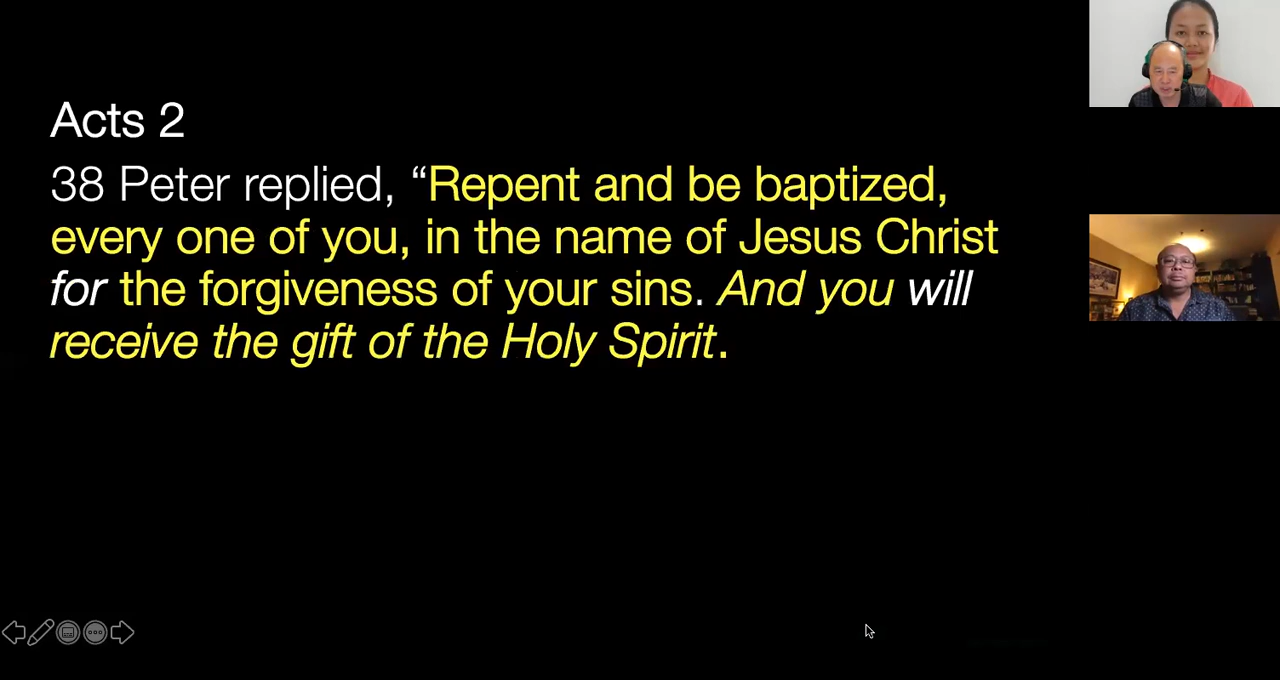 Acts 2
38 Peter replied, “Repent and be baptized,
every one of you, in the name of Jesus Christ
for the forgiveness of your sins. And you will
receive the gift of the Holy Spirit.